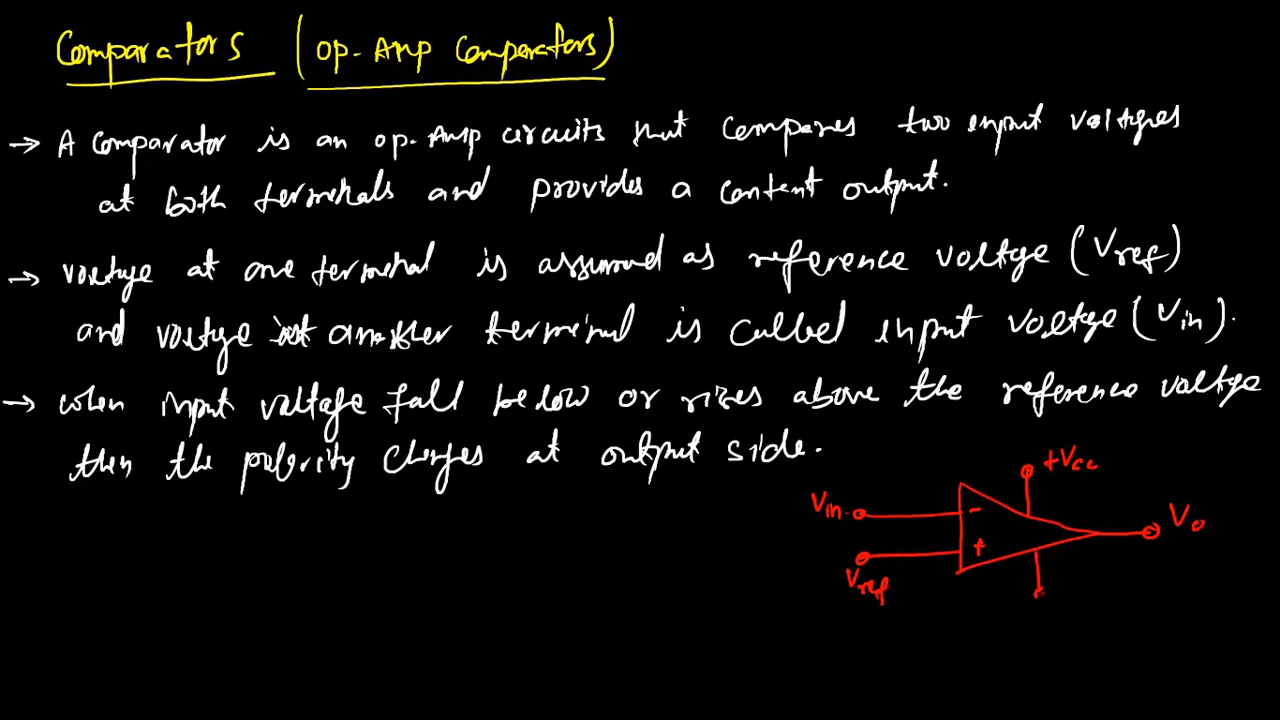 Comparators (op-Amp Comparators)
→ A comparator is an op-Amp circuits that compares two input voltages
at both terminals and provides a content output.
→ voltage at one terminal is assumed as reference voltage (Vref)
and voltage at another terminal is called input voltage (Vin).
→ when input voltage fall below or rises above the reference voltage
then the polarity changes at output side.
+Vcc
Vin
-
Vo
+
Vref